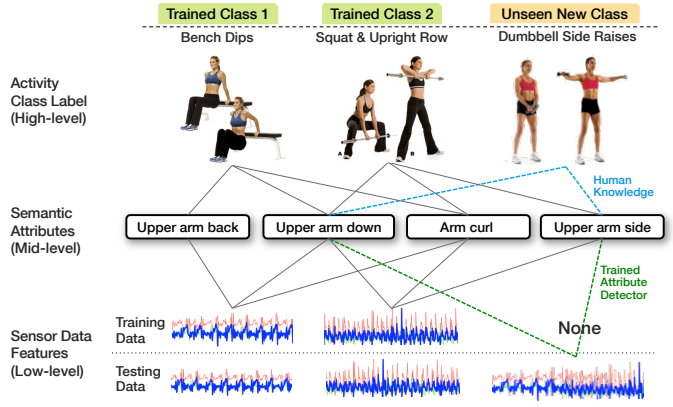 Trained Class 1
Trained Class 2
Unseen New Class
Bench Dips
Squat & Upright Row
Dumbbell Side Raises
Activity
Class Label
(High-level)
A
B
Human
Knowledge
Semantic
Attributes
(Mid-level)
Upper arm back
Upper arm down
Arm curl
Upper arm side
Trained
Attribute
Detector
Sensor Data
Features
(Low-level)
Training
Data
None
Testing
Data